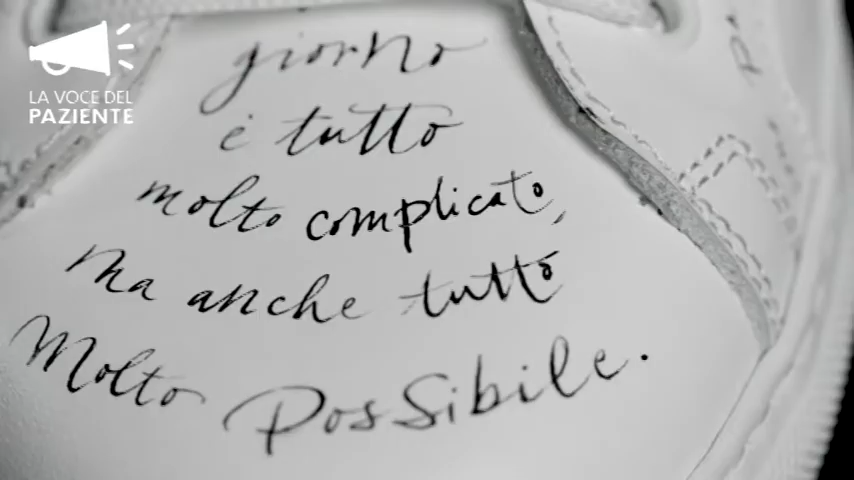 LA VOCE DEL
PAZIENTE
giorno
è tutto
molto complicato,
ma anche tutto
Molto PosSibile.